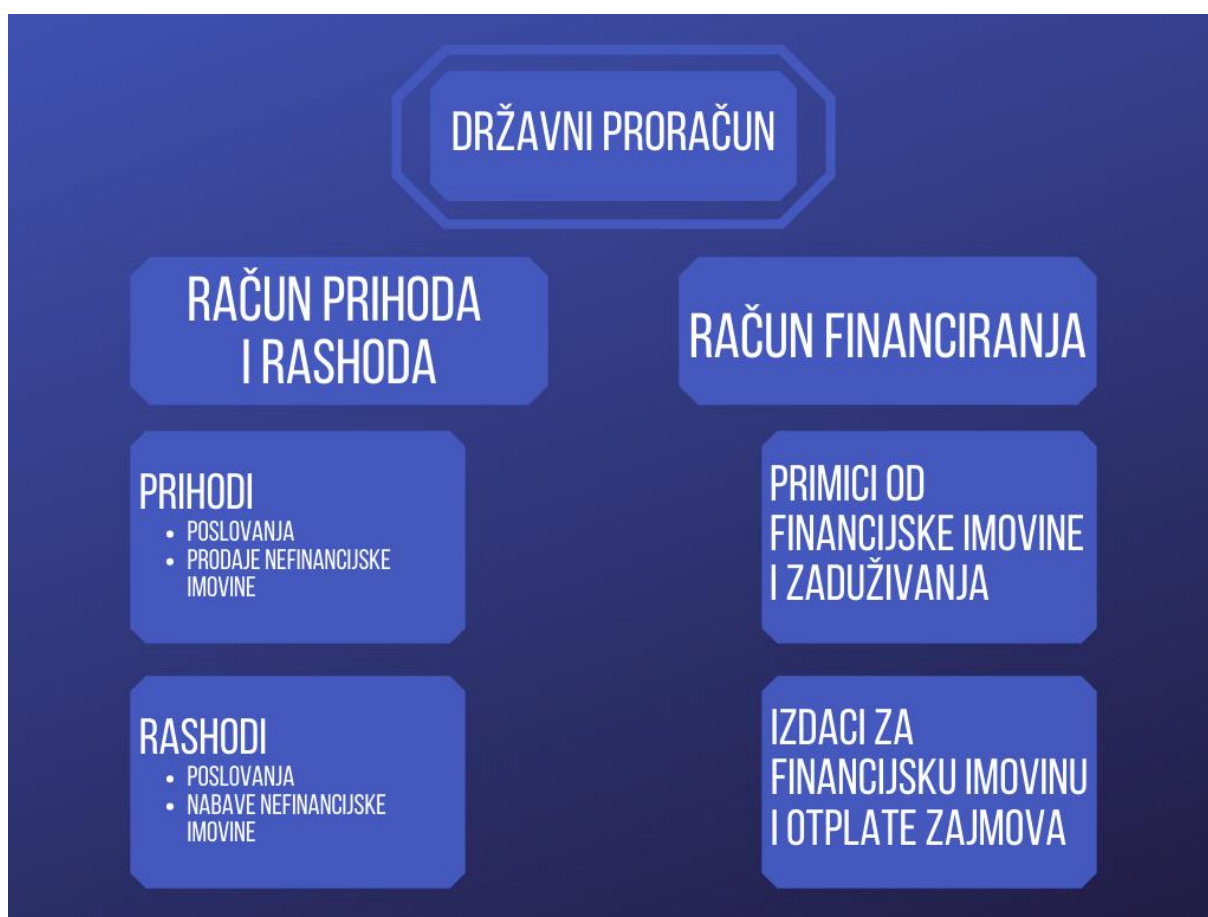 DRŽAVNI PRORAČUN
RAČUN PRIHODA
I RASHODA
RAČUN FINANCIRANJA
PRIHODI
• POSLOVANJA
• PRODAJE NEFINANCIJSKE
IMOVINE
PRIMICI OD
FINANCIJSKE IMOVINE
I ZADUŽIVANJA
RASHODI
• POSLOVANJA
• NABAVE NEFINANCIJSKE
IMOVINE
IZDACI ZA
FINANCIJSKU IMOVINU
I OTPLATE ZAJMOVA